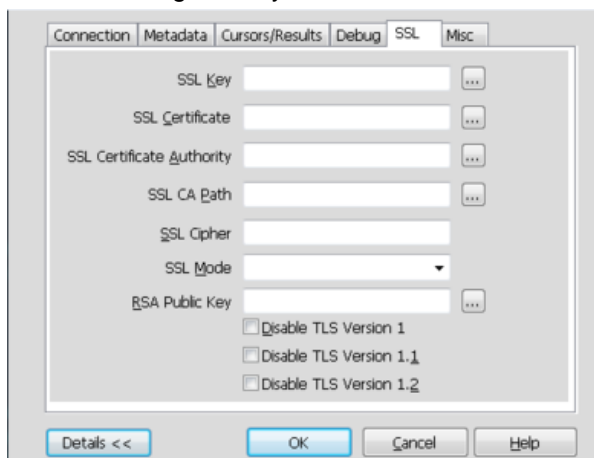 Connection Metadata Cursors/Results Debug SSL Misc
SSL Key ...
SSL Certificate ...
SSL Certificate Authority ...
SSL CA Path ...
SSL Cipher
SSL Mode
RSA Public Key ...
Disable TLS Version 1
Disable TLS Version 1.1
Disable TLS Version 1.2
Details << OK Cancel Help